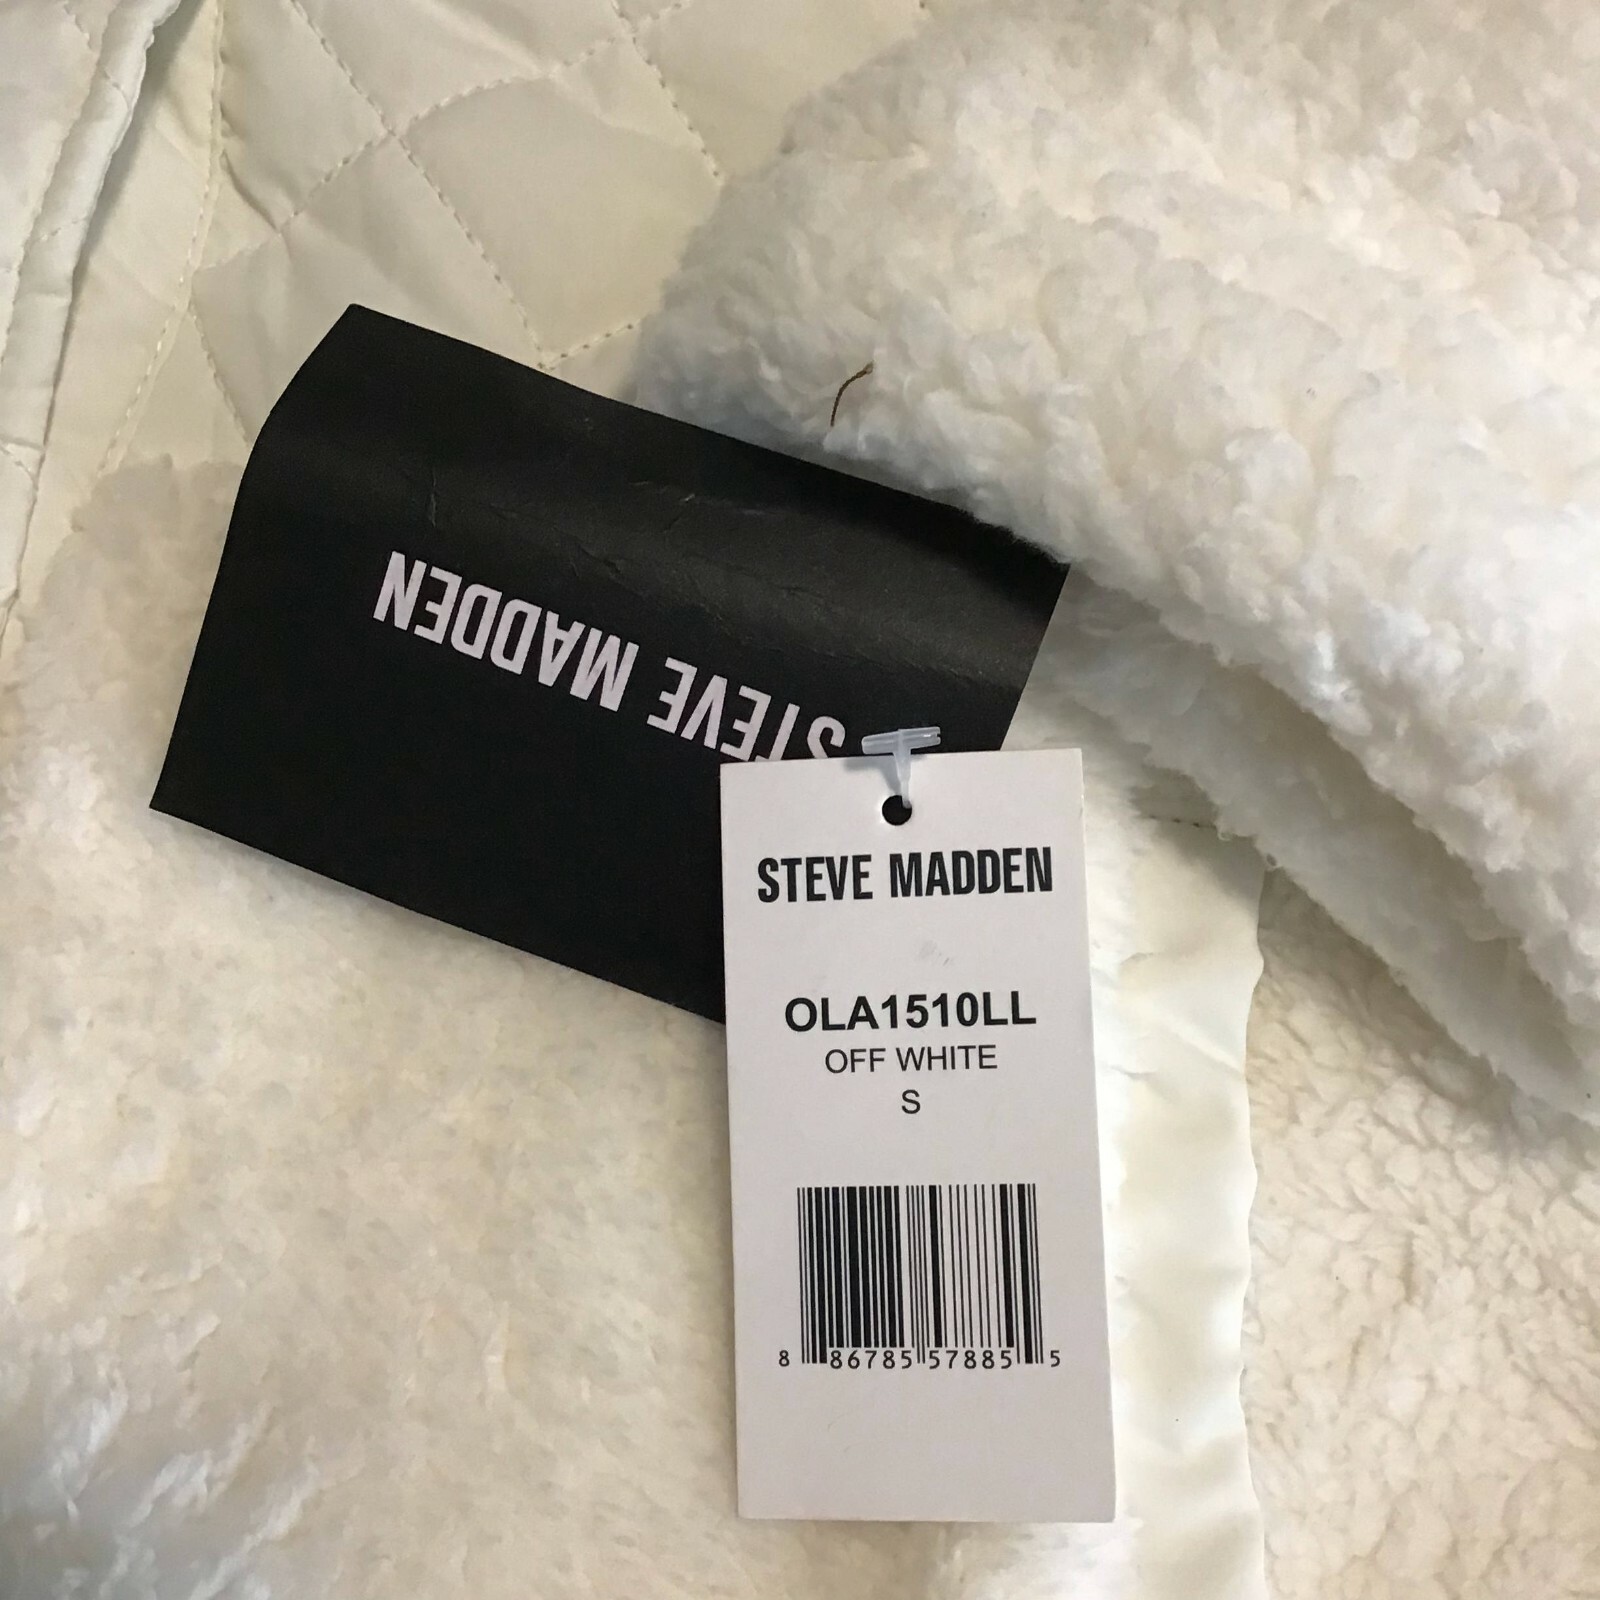 STEVE MADDEN
STEVE MADDEN
OLA1510LL
OFF WHITE
S
8 86785 57885 5